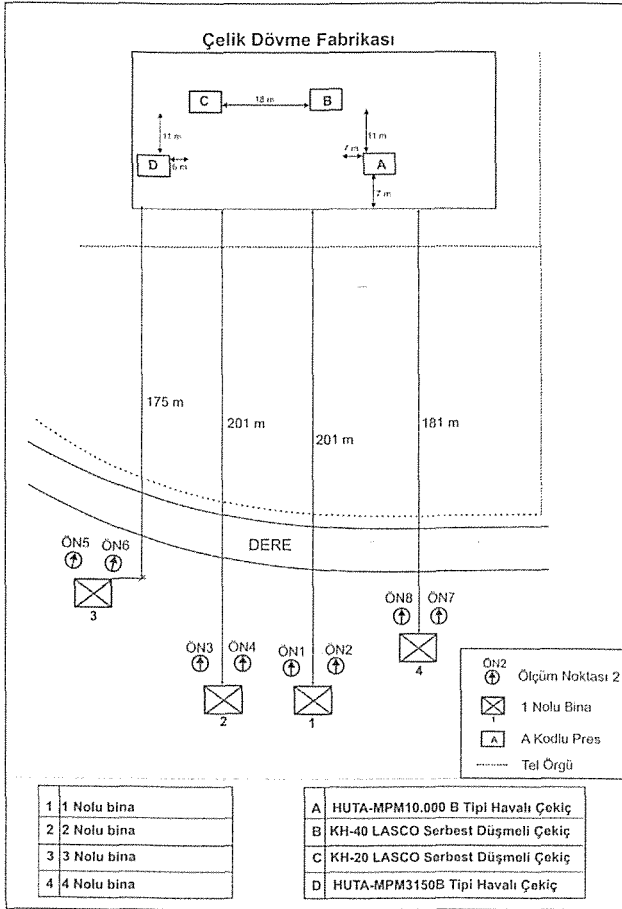 Çelik Dövme Fabrikası
C
18 m
B
11 m
11 m
D
6 m
7 m
A
7 m
175 m
201 m
201 m
181 m
DERE
ÖN5
ÖN6
3
ÖN8
ÖN7
4
ÖN3
ÖN4
ÖN1
ÖN2
2
1
ÖN2
Ölçüm Noktası 2
1 Nolu Bina
1
A
A Kodlu Pres
Tel Örgü
1 1 Nolu bina
2 2 Nolu bina
3 3 Nolu bina
4 4 Nolu bina
A HUTA-MPM10.000 B Tipi Havalı Çekiç
B KH-40 LASCO Serbest Düşmeli Çekiç
C KH-20 LASCO Serbest Düşmeli Çekiç
D HUTA-MPM3150B Tipi Havalı Çekiç